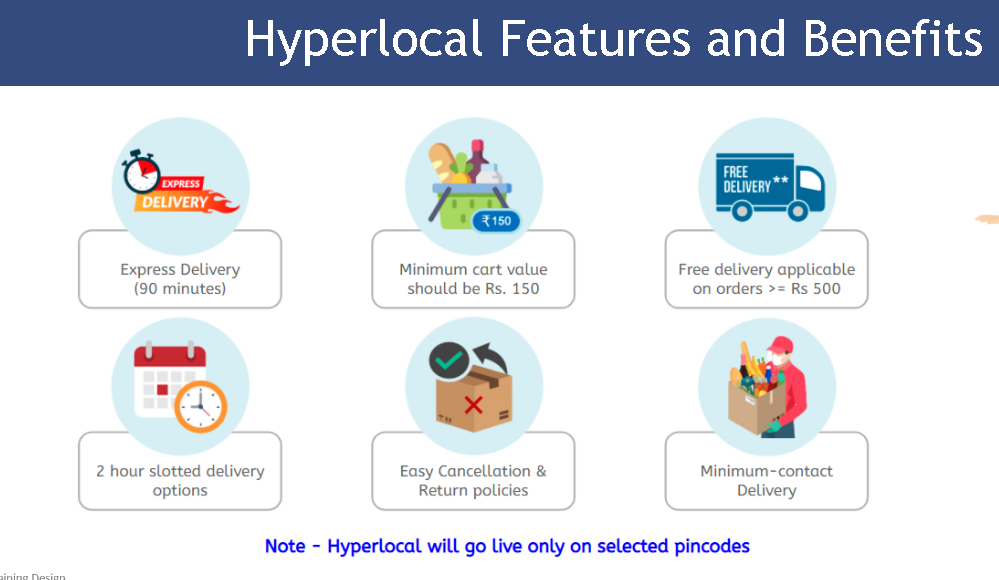 Hyperlocal Features and Benefits
EXPRESS
DELIVERY
Express Delivery
(90 minutes)
₹150
Minimum cart value
should be Rs. 150
FREE
DELIVERY**
Free delivery applicable
on orders >= Rs 500
2 hour slotted delivery
options
Easy Cancellation &
Return policies
Minimum-contact
Delivery
Note - Hyperlocal will go live only on selected pincodes
aining Design